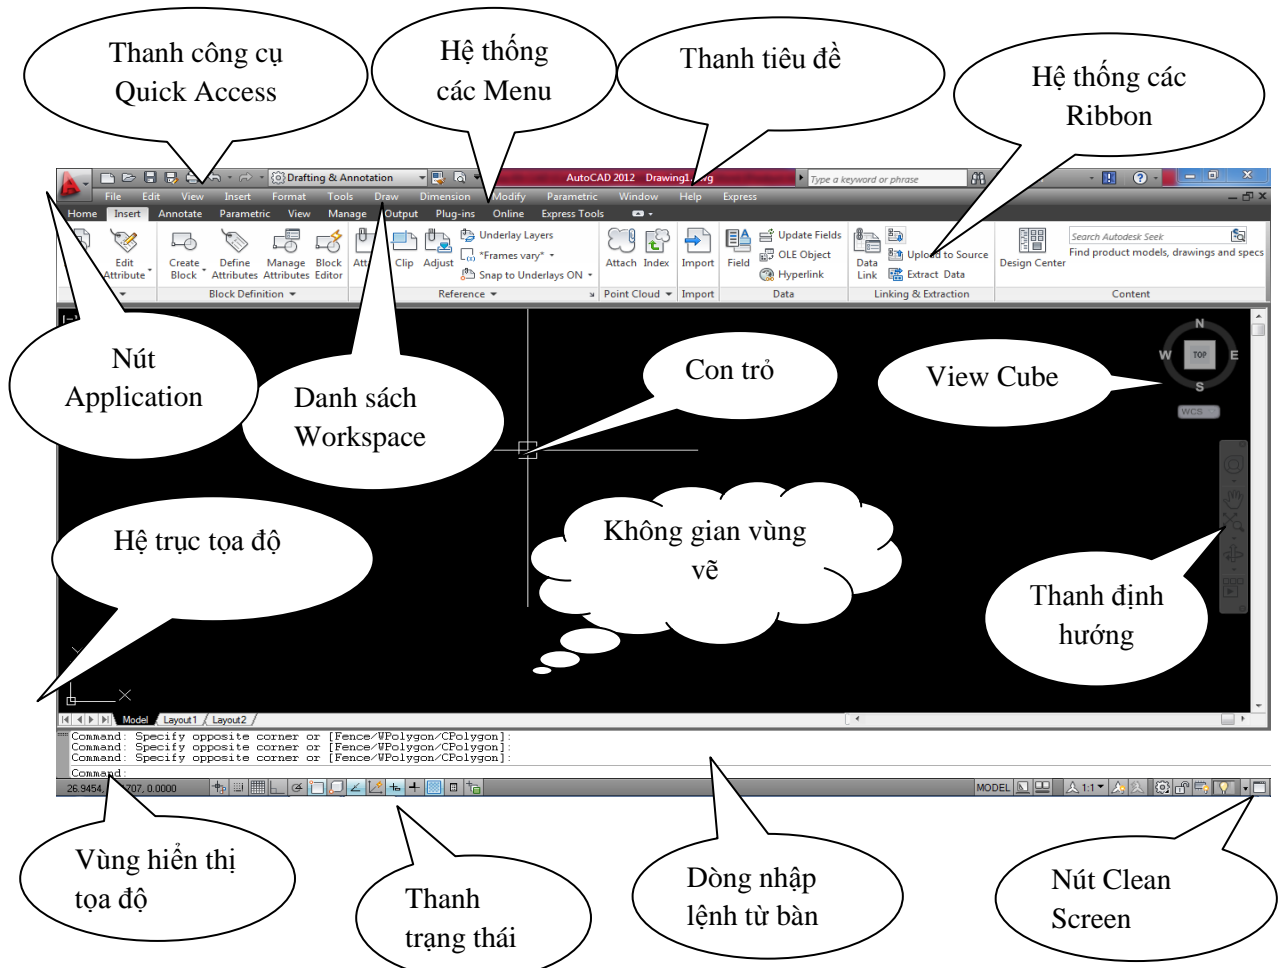 Thanh công cụ
Quick Access
Hệ thống
các Menu
Thanh tiêu đề
Hệ thống các
Ribbon
Drafting & Annotation
AutoCAD 2012 Drawing1.dwg
Type a keyword or phrase
File Edit View Insert Format Tools Draw Dimension Modify Parametric Window Help Express
Home Insert Annotate Parametric View Manage Output Plug-ins Online Express Tools
Edit
Attribute
Create
Block
Define
Attributes
Manage
Attributes
Block
Editor
Clip
Adjust
Underlay Layers
*Frames vary*
Snap to Underlays ON
Attach
Index
Import
Field
Update Fields
OLE Object
Hyperlink
Data
Link
Upload to Source
Extract Data
Design Center
Search Autodesk Seek
Find product models, drawings and specs
Block Definition
Reference
Point Cloud
Import
Data
Linking & Extraction
Content
Nút
Application
Danh sách
Workspace
Con trỏ
View Cube
N
W
TOP
E
S
WCS
Hệ trục tọa độ
Không gian vùng
vẽ
Thanh định
hướng
Y
X
Model Layout1 Layout2
Command: Specify opposite corner or [Fence/WPolygon/CPolygon]:
Command: Specify opposite corner or [Fence/WPolygon/CPolygon]:
Command: Specify opposite corner or [Fence/WPolygon/CPolygon]:
Command:
26.9454, 707, 0.0000
MODEL
1:1
Vùng hiển thị
tọa độ
Thanh
trạng thái
Dòng nhập
lệnh từ bàn
Nút Clean
Screen